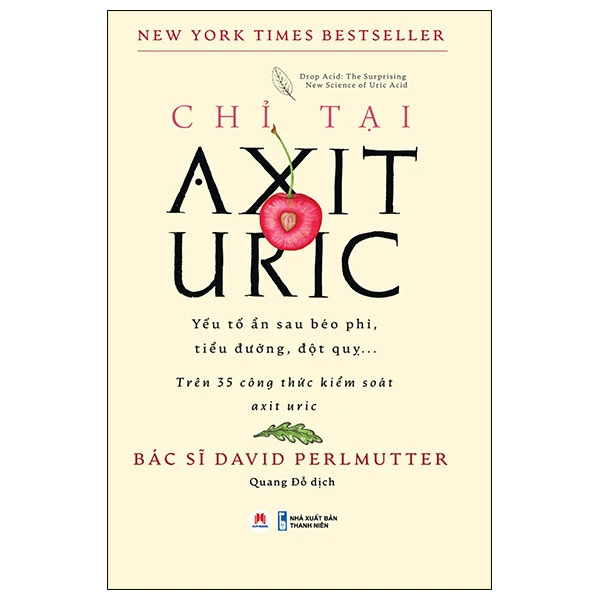 NEW YORK TIMES BESTSELLER
Drop Acid: The Surprising
New Science of Uric Acid
CHỈ TẠI
AXIT
URIC
Yếu tố ẩn sau béo phì,
tiểu đường, đột quỵ...
Trên 35 công thức kiểm soát
axit uric
BÁC SĨ DAVID PERLMUTTER
Quang Đỗ dịch
HUY HOANG
NHÀ XUẤT BẢN
THANH NIÊN